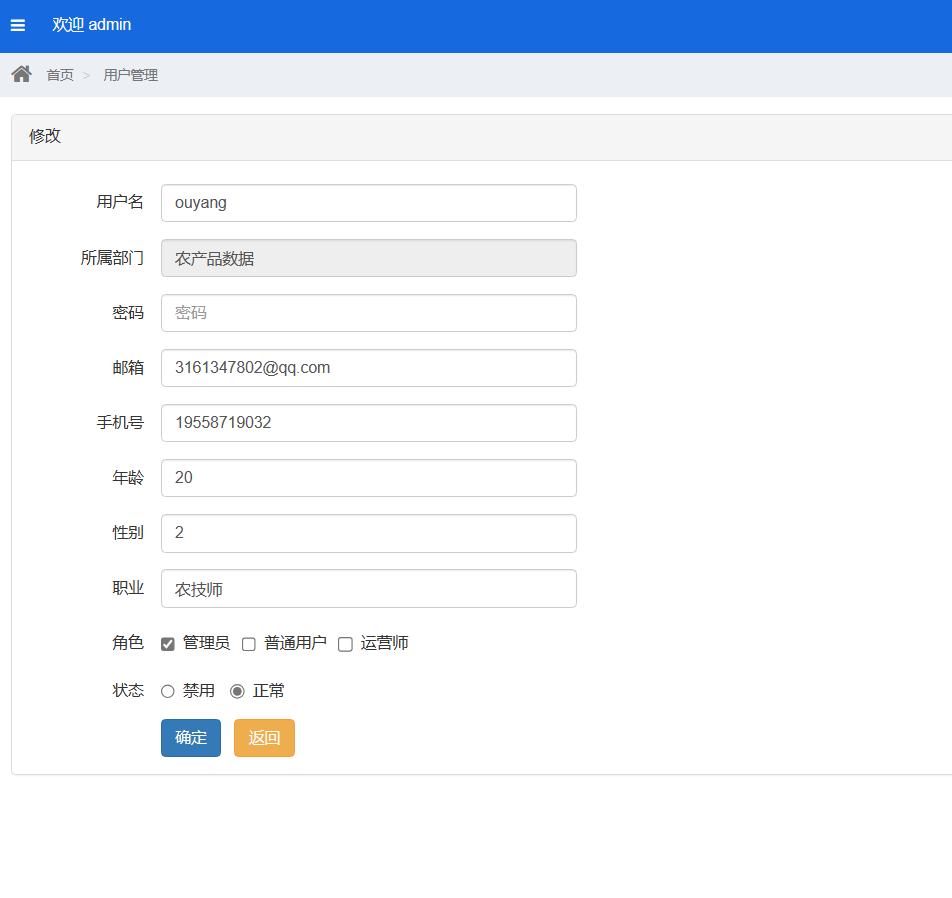 欢迎 admin
首页 > 用户管理
修改
用户名 ouyang
所属部门 农产品数据
密码 密码
邮箱 3161347802@qq.com
手机号 19558719032
年龄 20
性别 2
职业 农技师
角色 管理员 普通用户 运营师
状态 禁用 正常
确定 返回